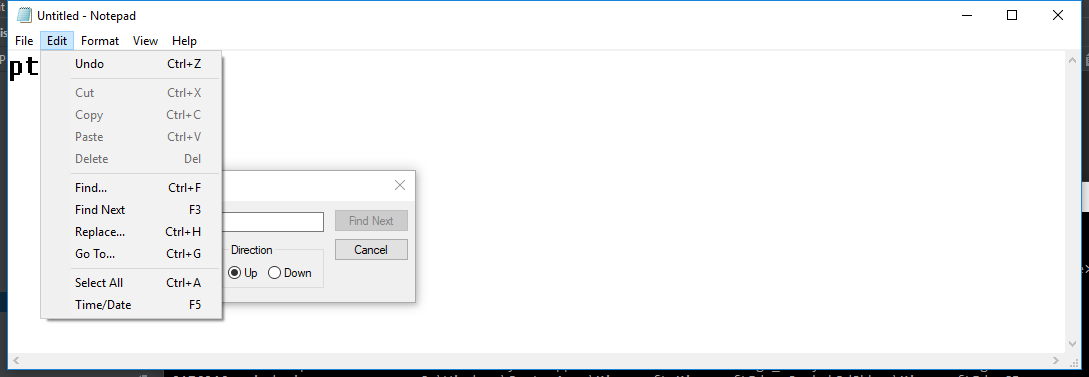 Untitled - Notepad
File Edit Format View Help
pt
Undo Ctrl+Z
Cut Ctrl+X
Copy Ctrl+C
Paste Ctrl+V
Delete Del
Find... Ctrl+F
Find Next F3
Replace... Ctrl+H
Go To... Ctrl+G
Select All Ctrl+A
Time/Date F5
Find Next
Direction
Cancel
Up Down